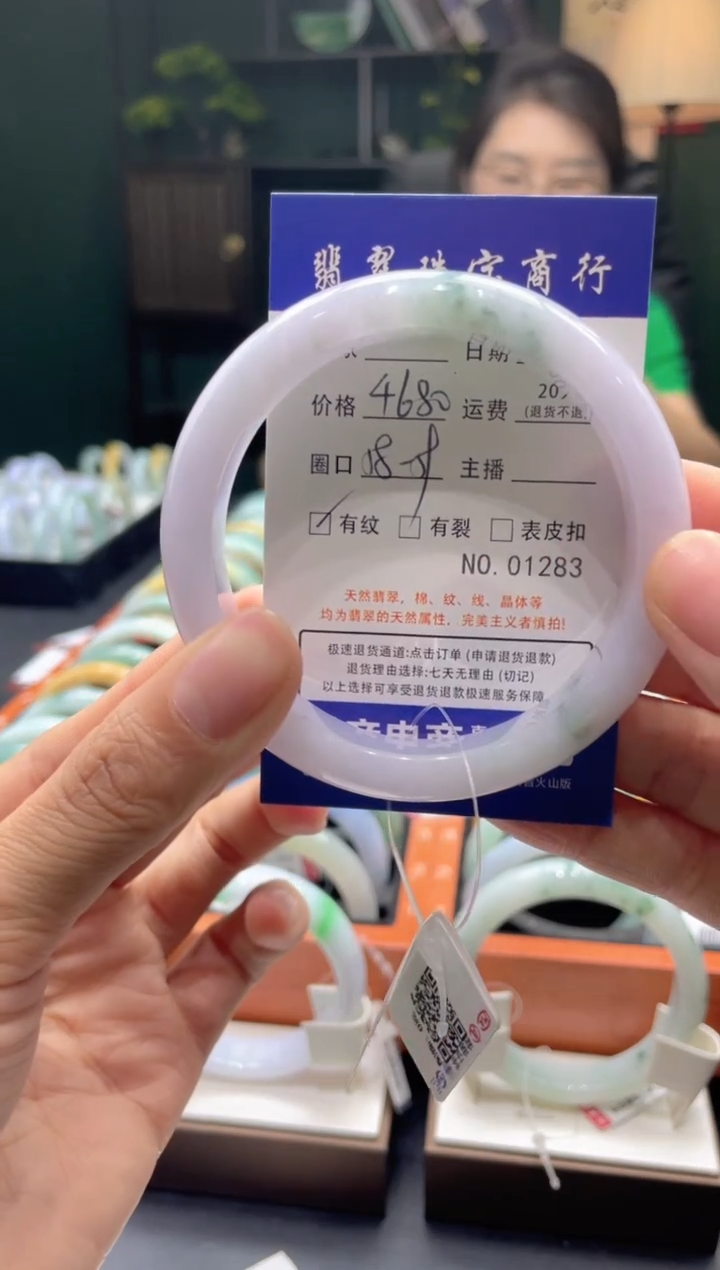 翡翠珠宝商行
日期
价格 4680 运费 20
(退货不退
圈口 主播
有纹 有裂 表皮扣
NO. 01283
天然翡翠，棉、纹、线、晶体等
均为翡翠的天然属性，完美主义者慎拍!
极速退货通道:点击订单(申请退货退款)
退货理由选择:七天无理由(切记)
以上选择可享受退货退款极速服务保障
火山版